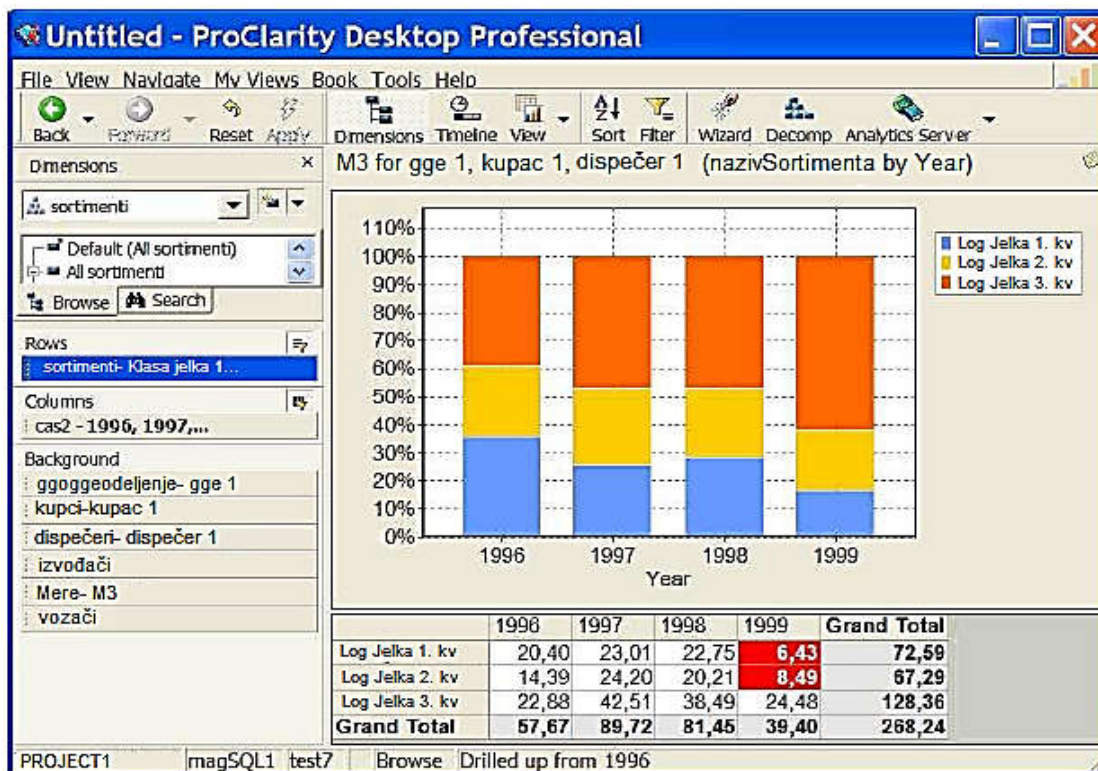 Untitled - ProClarity Desktop Professional
File View Navigate My Views Book Tools Help
Back Forward Reset Apply Dimensions Timeline View Sort Filter Wizard Decomp Analytics Server
Dimensions
M3 for gge 1, kupac 1, dispečer 1 (nazivSortimenta by Year)
sortimenti
Default (All sortimenti)
All sortimenti
Browse Search
Rows
sortimenti- Klasa jelka 1...
Columns
cas2 - 1996, 1997,...
Background
ggoggeodeljenje- gge 1
kupci-kupac 1
dispečeri- dispečer 1
izvođači
Mere- M3
vozači
110%
100%
90%
80%
70%
60%
50%
40%
30%
20%
10%
0%
1996 1997 1998 1999
Year
Log Jelka 1. kv
Log Jelka 2. kv
Log Jelka 3. kv
1996 1997 1998 1999 Grand Total
Log Jelka 1. kv 20,40 23,01 22,75 6,43 72,59
Log Jelka 2. kv 14,39 24,20 20,21 8,49 67,29
Log Jelka 3. kv 22,88 42,51 38,49 24,48 128,36
Grand Total 57,67 89,72 81,45 39,40 268,24
PROJECT1 magSQL1 test7 Browse Drilled up from 1996